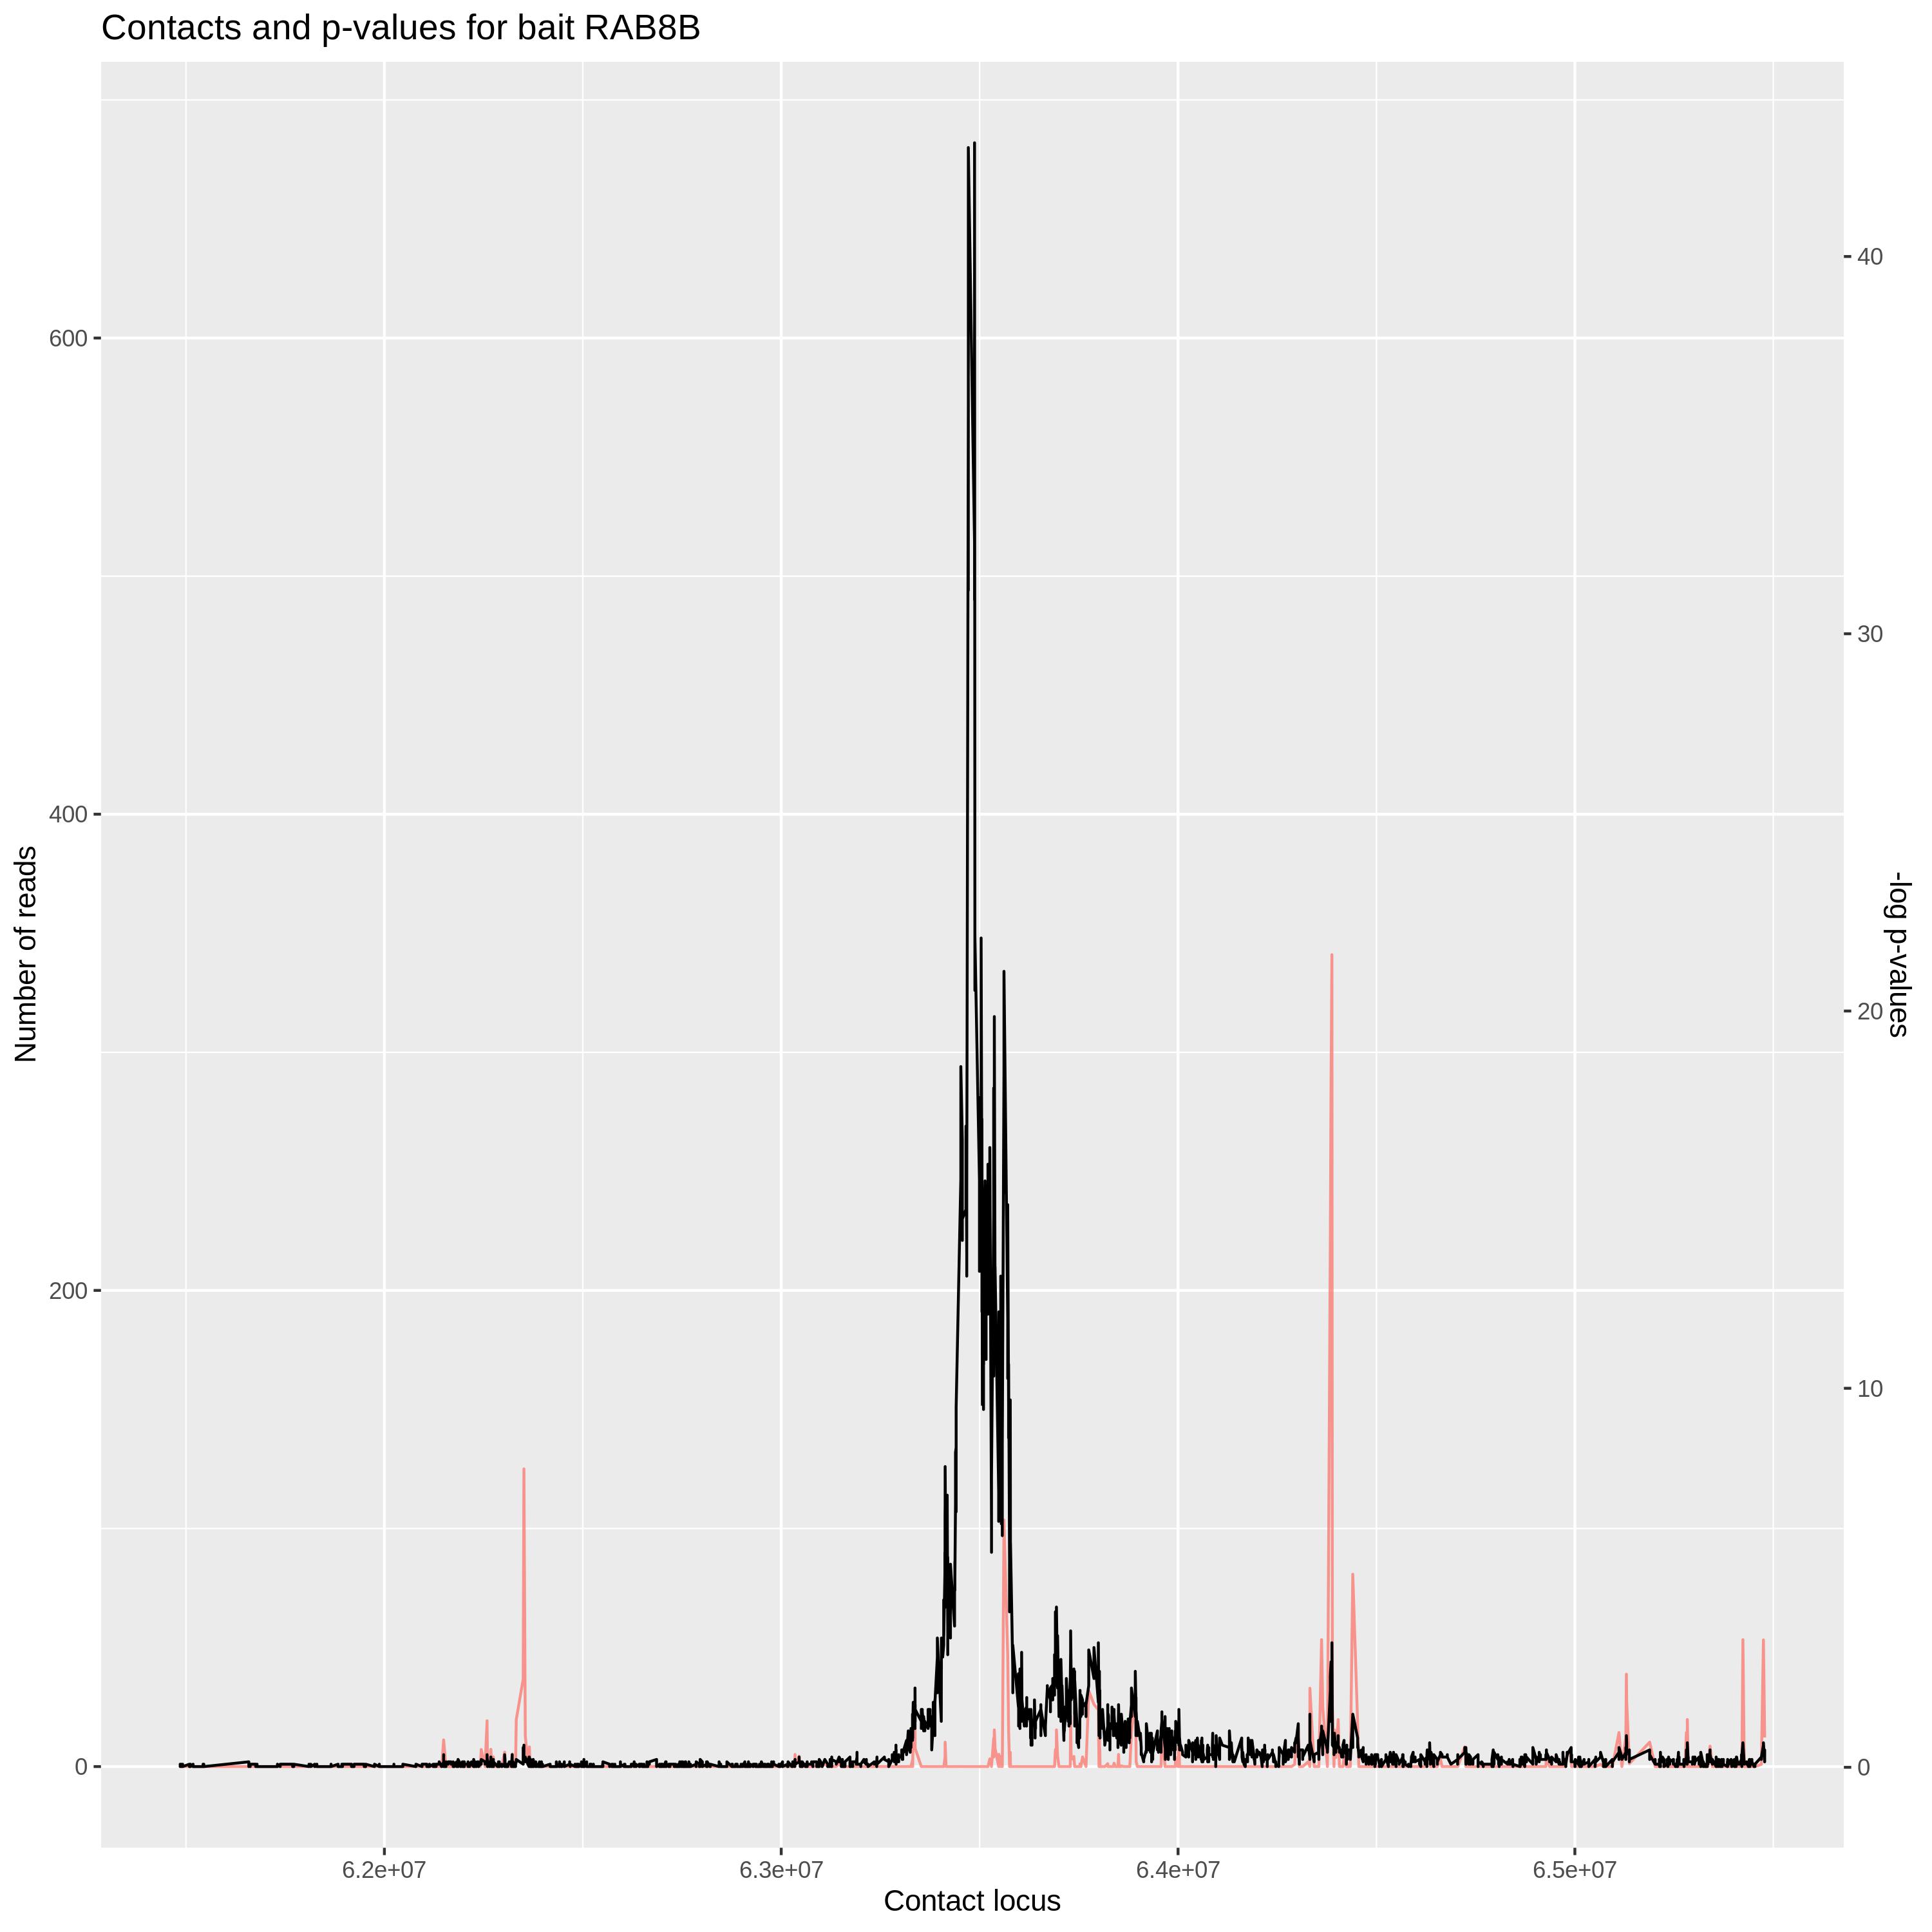 Contacts and p-values for bait RAB8B
600
400
200
0
Number of reads
40
30
20
10
0
-log p-values
6.2e+07
6.3e+07
6.4e+07
6.5e+07
Contact locus